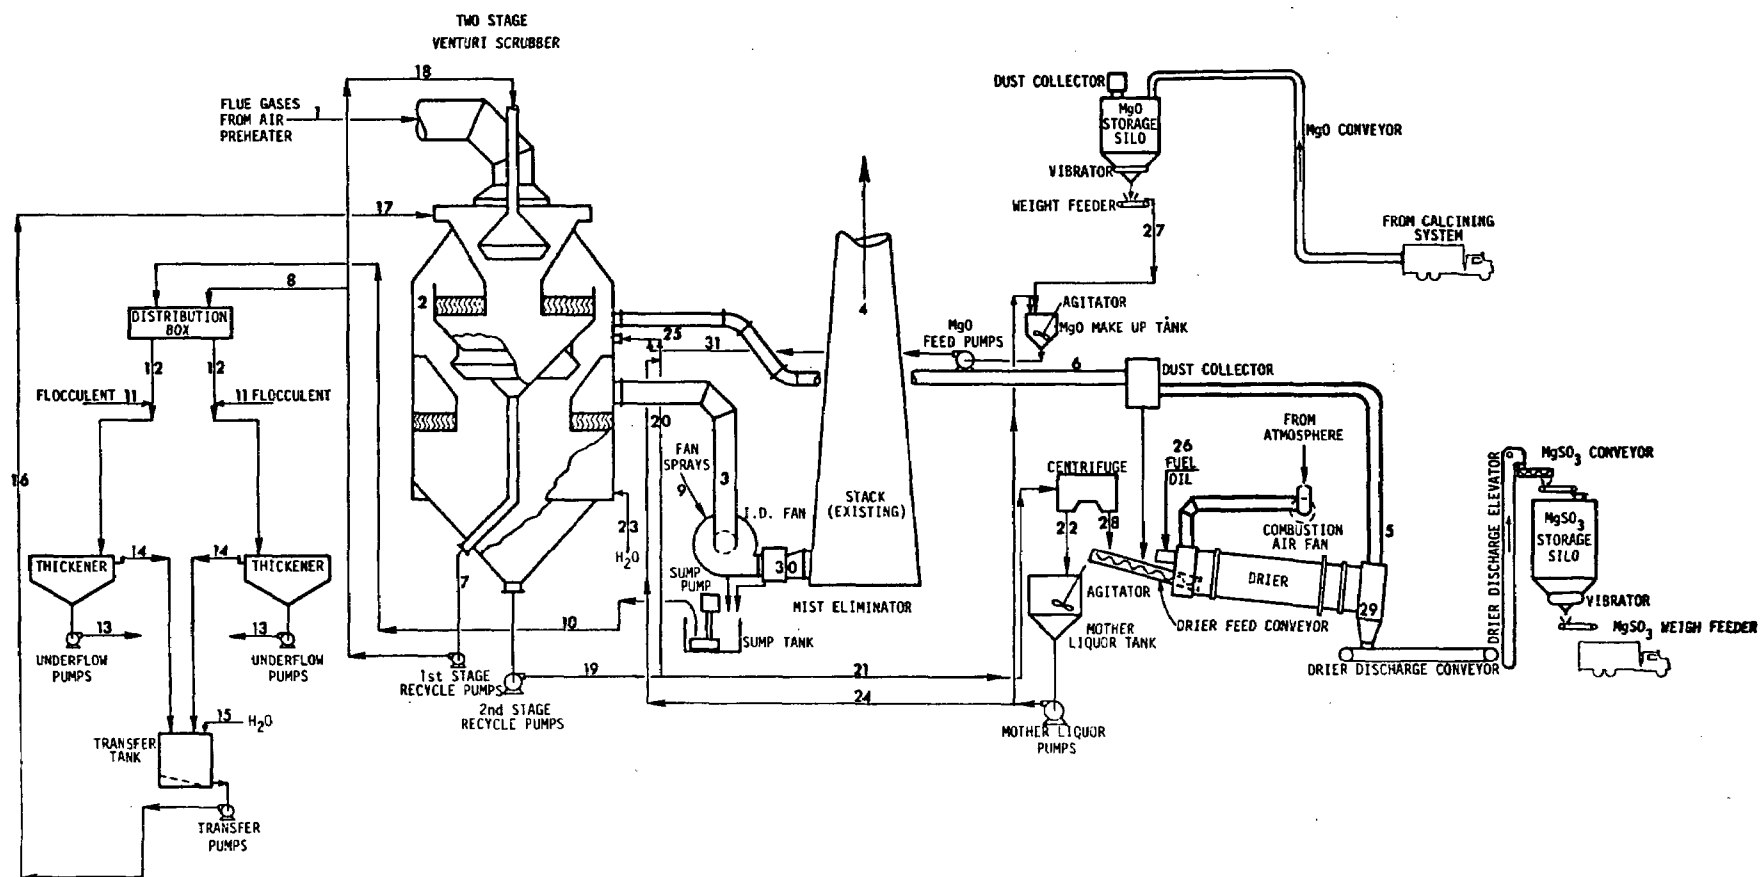 TWO STAGE
VENTURI SCRUBBER
18
FLUE GASES
FROM AIR
PREHEATER
1
17
8
DISTRIBUTION
BOX
12
12
FLOCCULENT 11
11 FLOCCULENT
16
THICKENER
14
14
THICKENER
13
13
UNDERFLOW
PUMPS
UNDERFLOW
PUMPS
15
H2O
TRANSFER
TANK
TRANSFER
PUMPS
2
25
31
20
FAN
SPRAYS
9
3
I.D. FAN
23
H2O
7
SUMP
PUMP
30
MIST ELIMINATOR
10
SUMP TANK
1st STAGE
RECYCLE PUMPS
19
2nd STAGE
RECYCLE PUMPS
21
24
4
STACK
(EXISTING)
DUST COLLECTOR
MgO
STORAGE
SILO
VIBRATOR
WEIGHT FEEDER
27
MgO CONVEYOR
FROM CALCINING
SYSTEM
AGITATOR
MgO MAKE UP TANK
MgO
FEED PUMPS
6
DUST COLLECTOR
FROM
ATMOSPHERE
26
FUEL
OIL
CENTRIFUGE
22
28
COMBUSTION
AIR FAN
5
AGITATOR
DRIER
29
MOTHER
LIQUOR TANK
DRIER FEED CONVEYOR
MOTHER LIQUOR
PUMPS
DRIER DISCHARGE CONVEYOR
DRIER DISCHARGE ELEVATOR
MgSO3 CONVEYOR
MgSO3
STORAGE
SILO
VIBRATOR
MgSO3 WEIGH FEEDER